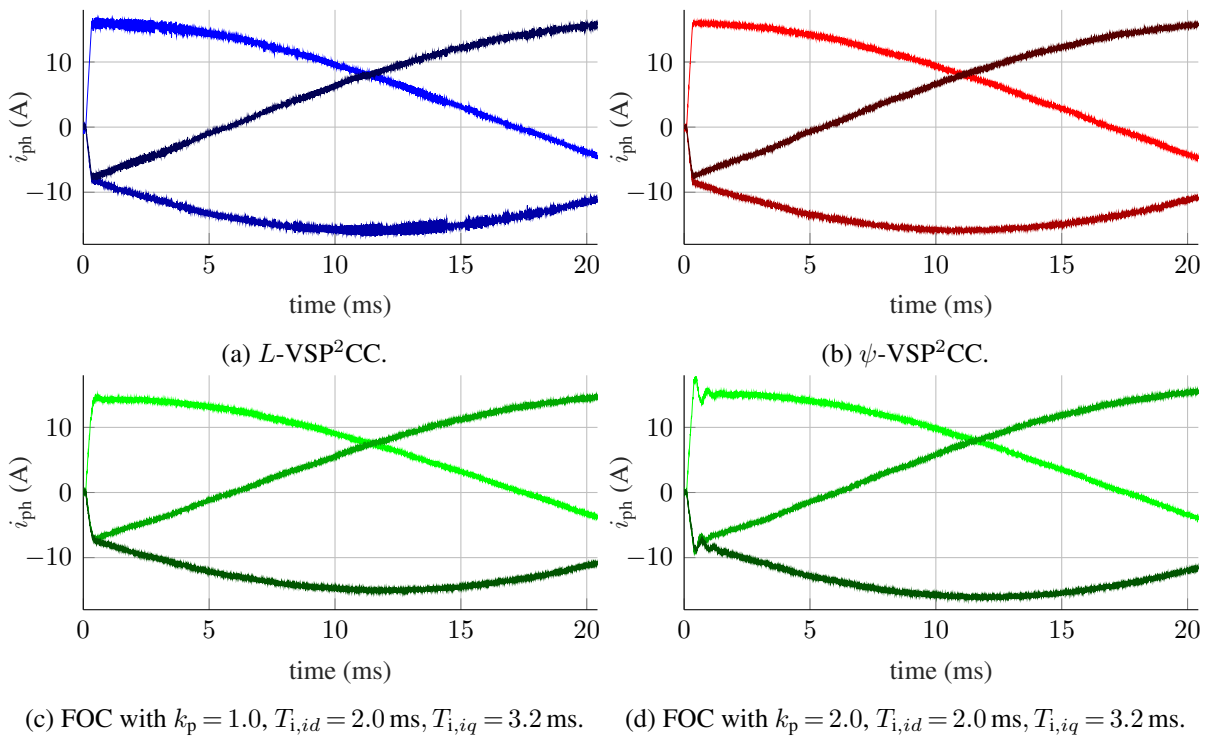 10
0
−10
i_ph (A)
0 5 10 15 20
time (ms)
(a) L-VSP²CC.
10
0
−10
i_ph (A)
0 5 10 15 20
time (ms)
(b) ψ-VSP²CC.
10
0
−10
i_ph (A)
0 5 10 15 20
time (ms)
(c) FOC with k_p = 1.0, T_i,id = 2.0 ms, T_i,iq = 3.2 ms.
10
0
−10
i_ph (A)
0 5 10 15 20
time (ms)
(d) FOC with k_p = 2.0, T_i,id = 2.0 ms, T_i,iq = 3.2 ms.